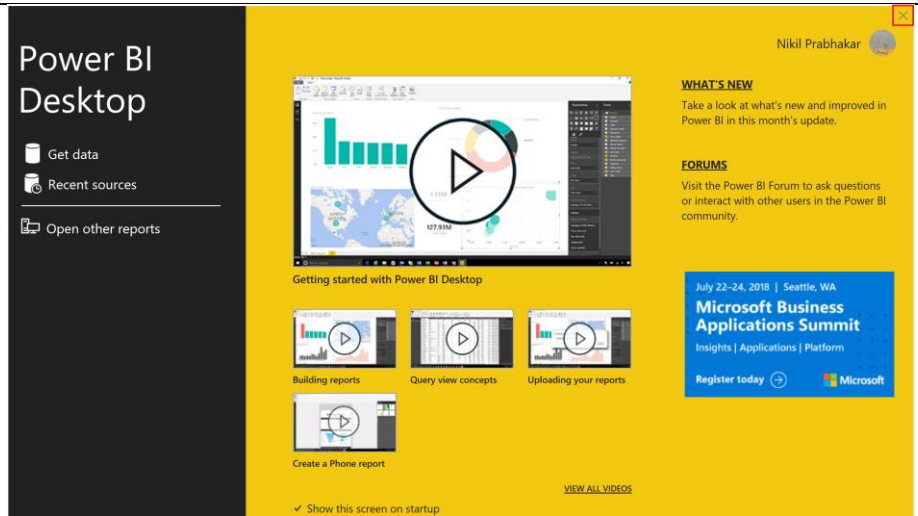 Power BI
Desktop
Get data
Recent sources
Open other reports
Nikil Prabhakar
127.93M
Getting started with Power BI Desktop
Building reports
Query view concepts
Uploading your reports
Create a Phone report
VIEW ALL VIDEOS
Show this screen on startup
WHAT'S NEW
Take a look at what's new and improved in
Power BI in this month's update.
FORUMS
Visit the Power BI Forum to ask questions
or interact with other users in the Power BI
community.
July 22–24, 2018 | Seattle, WA
Microsoft Business
Applications Summit
Insights | Applications | Platform
Register today
Microsoft